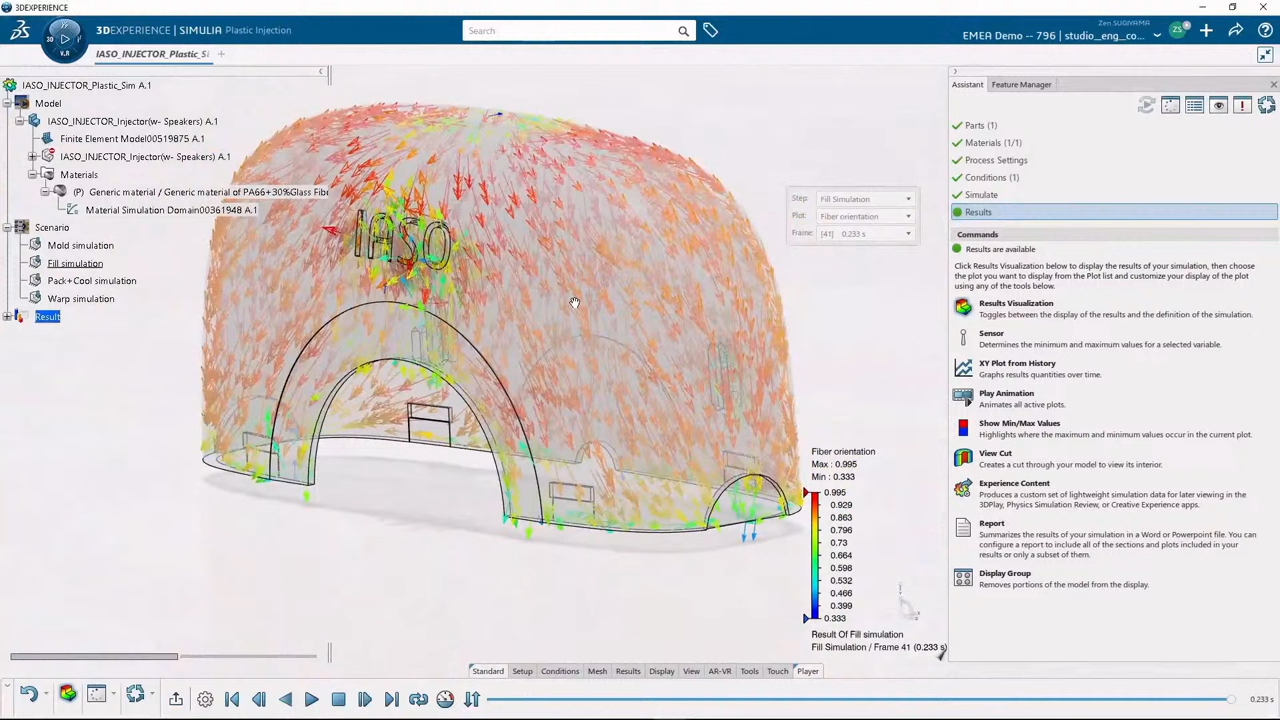 3DEXPERIENCE
3DEXPERIENCE | SIMULIA Plastic Injection
Search
Zen SUGIYAMA
EMEA Demo -- 796 | studio_eng_co...
ZS
3D
V.R
IASO_INJECTOR_Plastic_Si
IASO_INJECTOR_Plastic_Sim A.1
Model
IASO_INJECTOR_Injector(w- Speakers) A.1
Finite Element Model00519875 A.1
IASO_INJECTOR_Injector(w- Speakers) A.1
Materials
(P) Generic material / Generic material of PA66+30%Glass Fibe
Material Simulation Domain00361948 A.1
Scenario
Mold simulation
Fill simulation
Pack+Cool simulation
Warp simulation
Result
IASO
Step: Fill Simulation
Plot: Fiber orientation
Frame: [41] 0.233 s
Fiber orientation
Max : 0.995
Min : 0.333
0.995
0.929
0.863
0.796
0.73
0.664
0.598
0.532
0.466
0.399
0.333
Result Of Fill simulation
Fill Simulation / Frame 41 (0.233 s)
Assistant
Feature Manager
Parts (1)
Materials (1/1)
Process Settings
Conditions (1)
Simulate
Results
Commands
Results are available
Click Results Visualization below to display the results of your simulation, then choose
the plot you want to display from the Plot list and customize your display of the plot
using any of the tools below.
Results Visualization
Toggles between the display of the results and the definition of the simulation.
Sensor
Determines the minimum and maximum values for a selected variable.
XY Plot from History
Graphs results quantities over time.
Play Animation
Animates all active plots.
Show Min/Max Values
Highlights where the maximum and minimum values occur in the current plot.
View Cut
Creates a cut through your model to view its interior.
Experience Content
Produces a custom set of lightweight simulation data for later viewing in the
3DPlay, Physics Simulation Review, or Creative Experience apps.
Report
Summarizes the results of your simulation in a Word or Powerpoint file. You can
configure a report to include all of the sections and plots included in your
results or only a subset of them.
Display Group
Removes portions of the model from the display.
Standard Setup Conditions Mesh Results Display View AR-VR Tools Touch Player
0.233 s